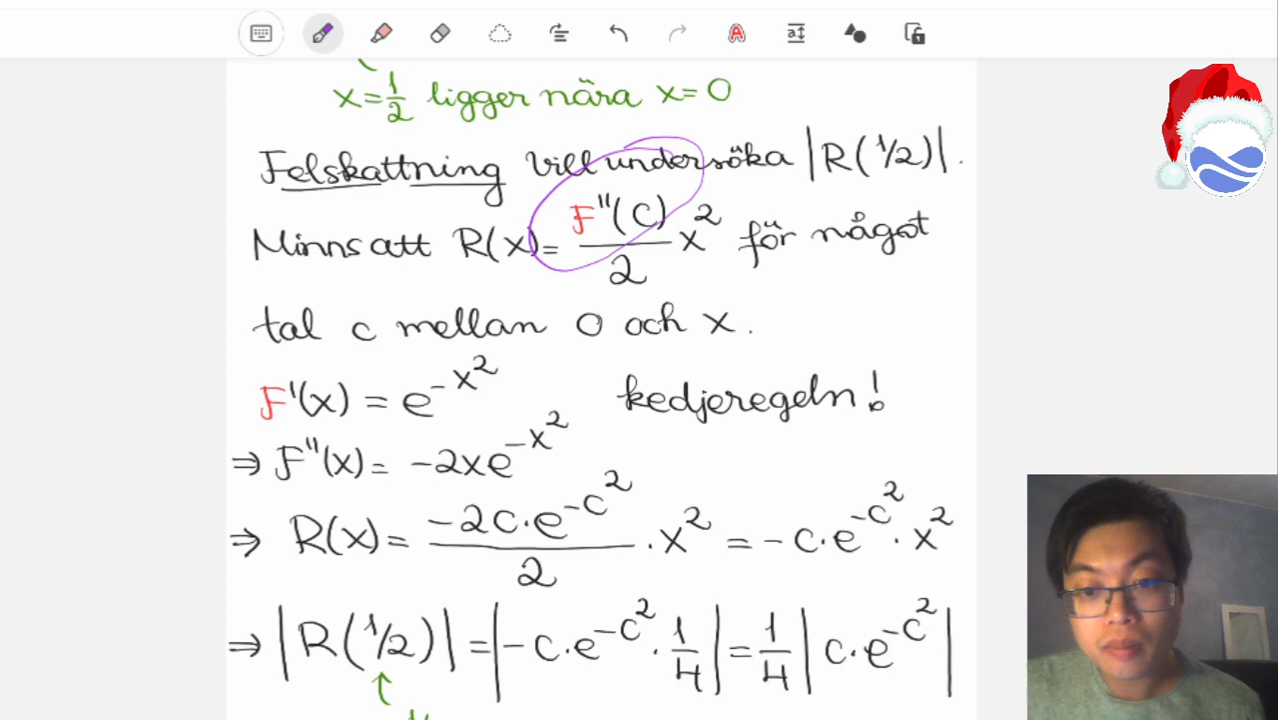 x=1/2 ligger nära x=0
Felskattning vill undersöka |R(1/2)|.
Minns att R(x)= F''(c)/2 x² för något
tal c mellan 0 och x.
F'(x) = e^{-x²} kedjeregeln!
⇒ F''(x)= -2xe^{-x²}
⇒ R(x)= -2c·e^{-c²}/2 ·x² = -c·e^{-c²}·x²
⇒ |R(1/2)| =|-c·e^{-c²}·1/4|=1/4|c·e^{-c²}|